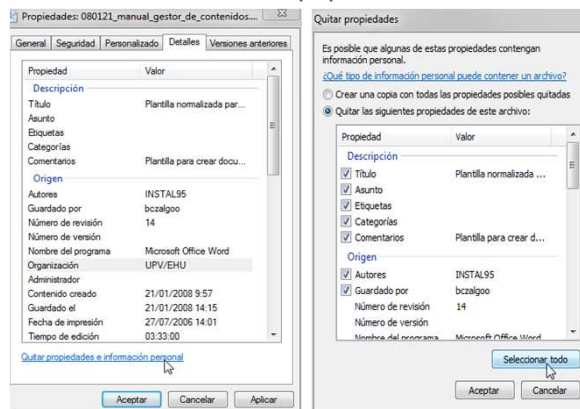 Propiedades: 080121_manual_gestor_de_contenidos....
General Seguridad Personalizado Detalles Versiones anteriores
Propiedad Valor
Descripción
Título Plantilla normalizada par...
Asunto
Etiquetas
Categorías
Comentarios Plantilla para crear docu...
Origen
Autores INSTAL95
Guardado por bczalgoo
Número de revisión 14
Número de versión
Nombre del programa Microsoft Office Word
Organización UPV/EHU
Administrador
Contenido creado 21/01/2008 9:57
Guardado el 21/01/2008 14:15
Fecha de impresión 27/07/2006 14:01
Tiempo de edición 03:33:00
Quitar propiedades e información personal
Aceptar Cancelar Aplicar
Quitar propiedades
Es posible que algunas de estas propiedades contengan
información personal.
¿Qué tipo de información personal puede contener un archivo?
Crear una copia con todas las propiedades posibles quitadas
Quitar las siguientes propiedades de este archivo:
Propiedad Valor
Descripción
Título Plantilla normalizada ...
Asunto
Etiquetas
Categorías
Comentarios Plantilla para crear d...
Origen
Autores INSTAL95
Guardado por bczalgoo
Número de revisión 14
Número de versión
Nombre del programa Microsoft Office Word
Seleccionar todo
Aceptar Cancelar